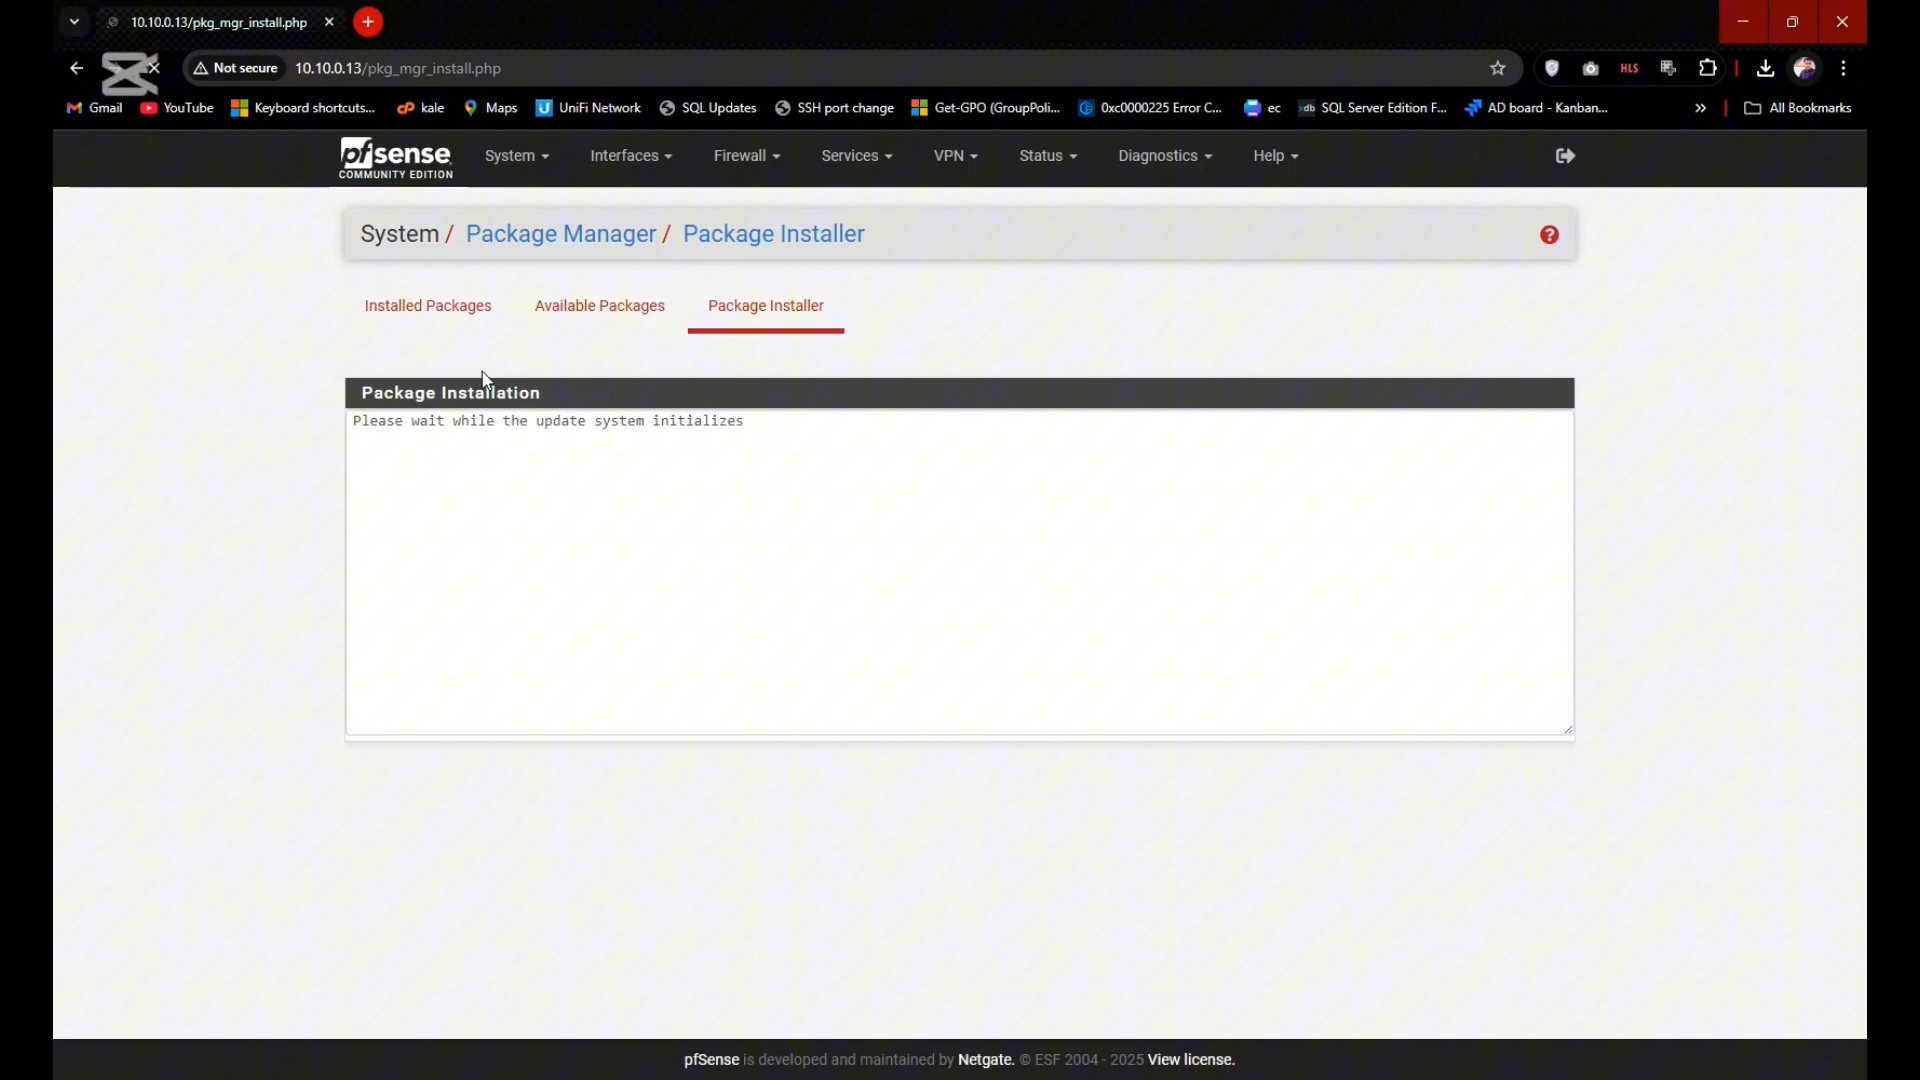 10.10.0.13/pkg_mgr_install.php
Not secure 10.10.0.13/pkg_mgr_install.php HLS
Gmail YouTube Keyboard shortcuts... kale Maps UniFi Network SQL Updates SSH port change Get-GPO (GroupPoli... 0xc0000225 Error C... ec SQL Server Edition F... AD board - Kanban... » All Bookmarks
pfsense System Interfaces Firewall Services VPN Status Diagnostics Help
COMMUNITY EDITION
System / Package Manager / Package Installer
Installed Packages Available Packages Package Installer
Package Installation
Please wait while the update system initializes
pfSense is developed and maintained by Netgate. © ESF 2004 - 2025 View license.